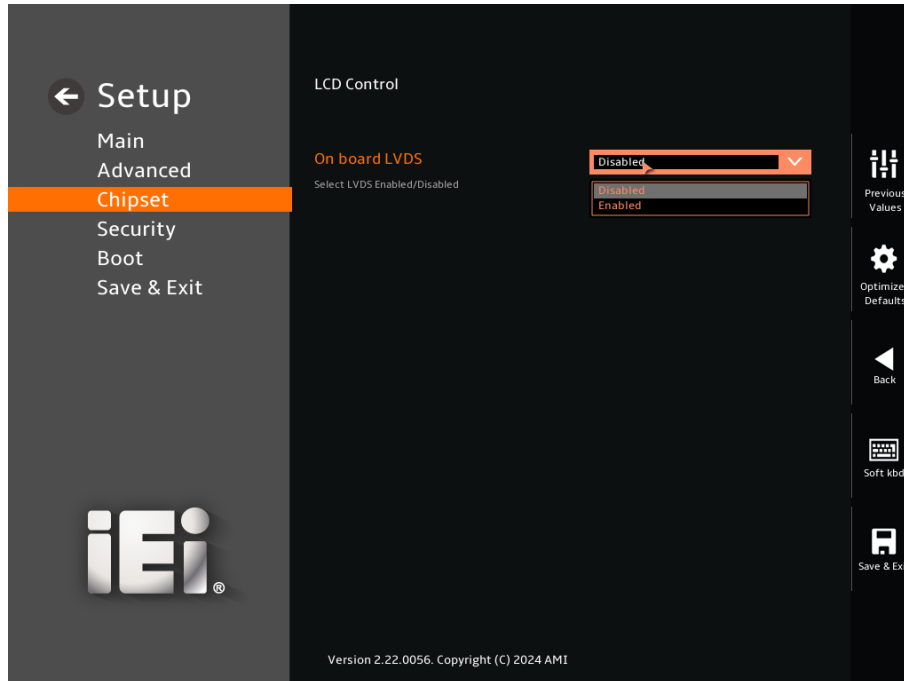 Setup
Main
Advanced
Chipset
Security
Boot
Save & Exit
iEi®
LCD Control
On board LVDS
Select LVDS Enabled/Disabled
Disabled
Disabled
Enabled
Previous
Values
Optimize
Defaults
Back
Soft kbd
Save & Exi
Version 2.22.0056. Copyright (C) 2024 AMI